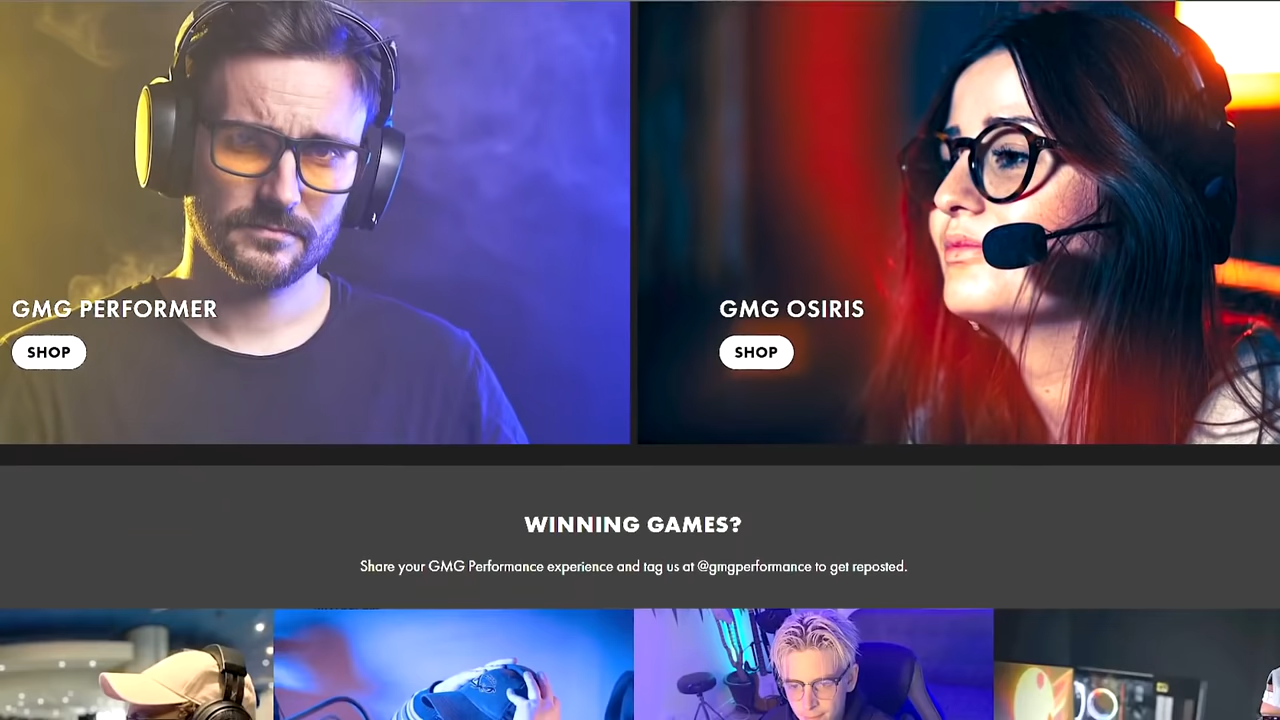 GMG PERFORMER
SHOP
GMG OSIRIS
SHOP
WINNING GAMES?
Share your GMG Performance experience and tag us at @gmgperformance to get reposted.